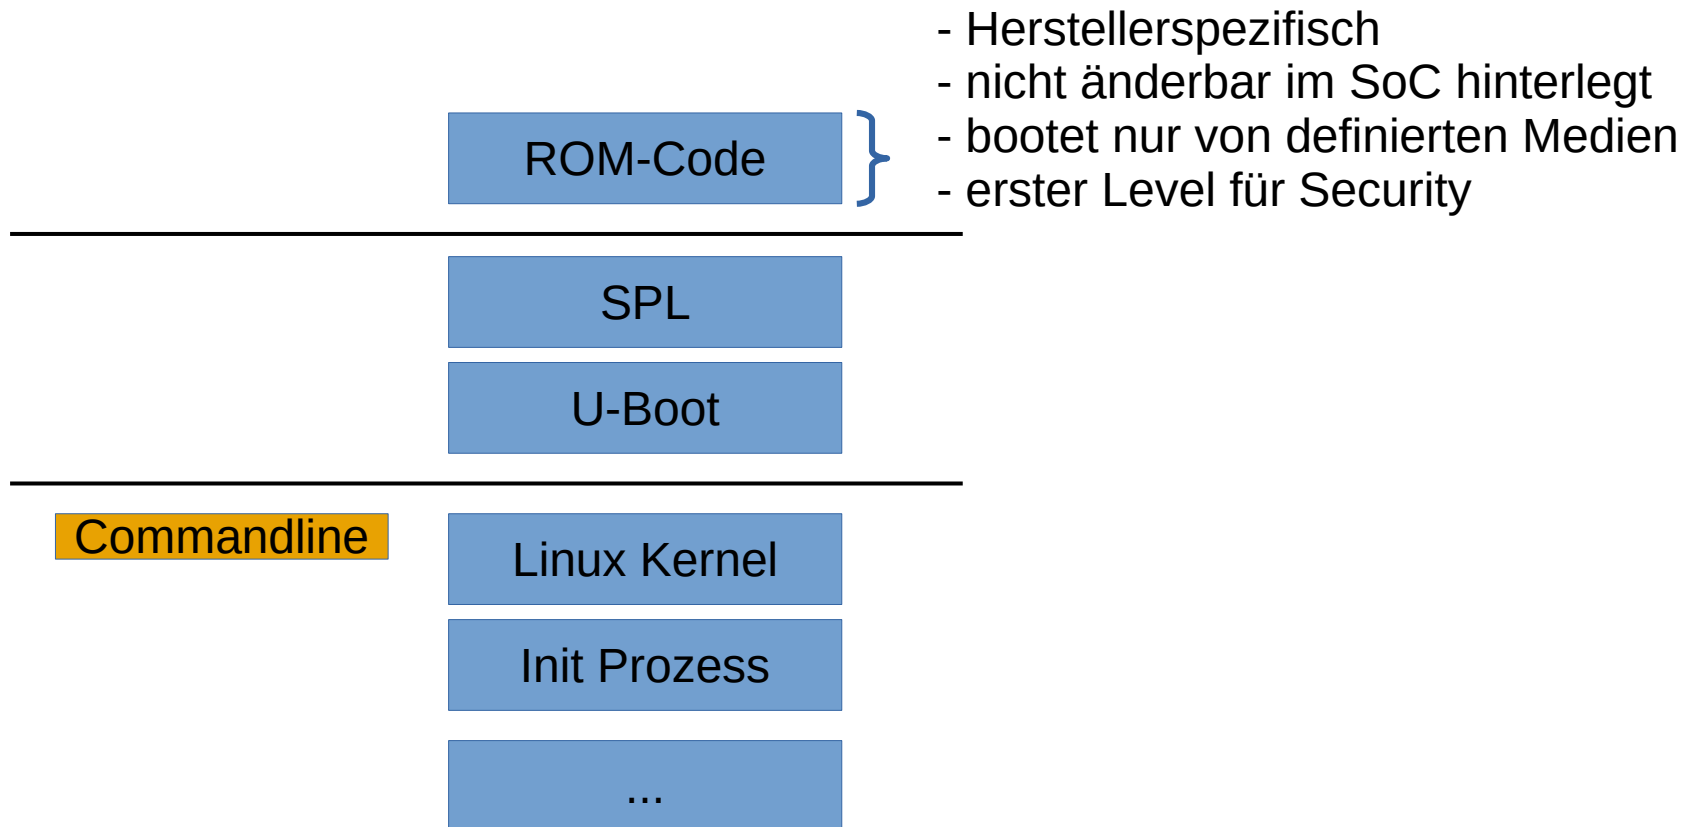 - Herstellerspezifisch
- nicht änderbar im SoC hinterlegt
- bootet nur von definierten Medien
- erster Level für Security
ROM-Code
SPL
U-Boot
Commandline
Linux Kernel
Init Prozess
...